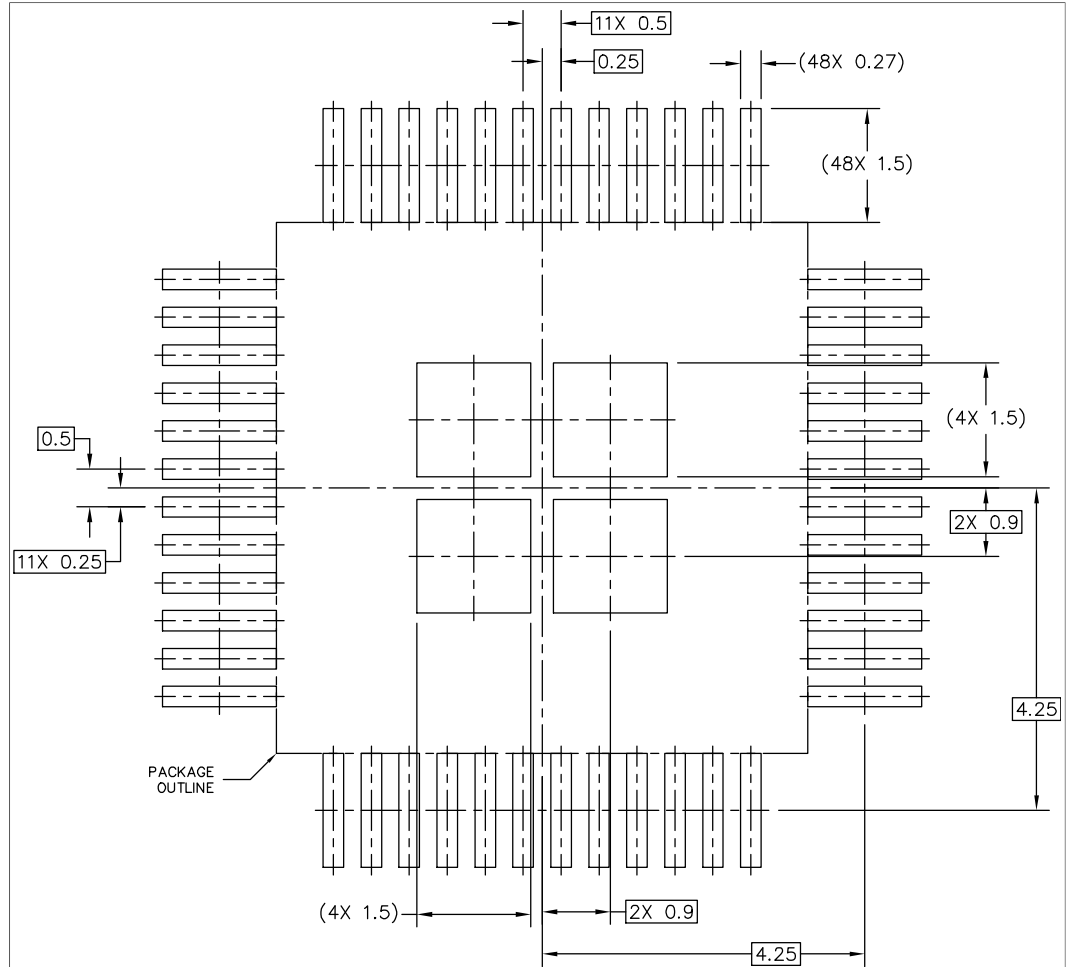 11X 0.5
0.25
(48X 0.27)
(48X 1.5)
(4X 1.5)
0.5
2X 0.9
11X 0.25
4.25
PACKAGE
OUTLINE
(4X 1.5)
2X 0.9
4.25